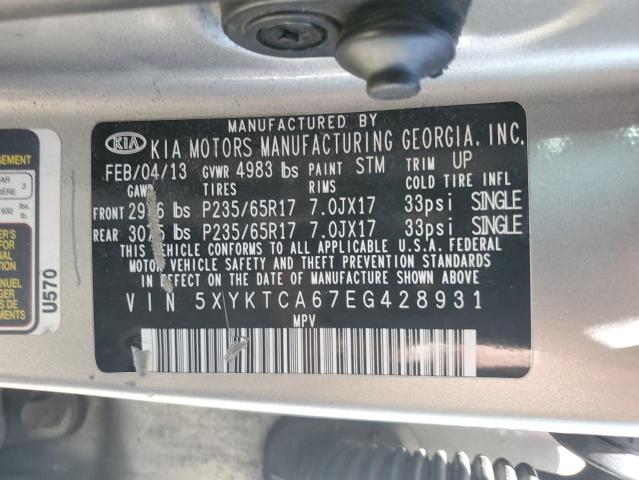 MANUFACTURED BY
KIA KIA MOTORS MANUFACTURING GEORGIA, INC.
FEB/04/13 GVWR 4983 lbs PAINT STM TRIM UP
GAWR TIRES RIMS COLD TIRE INFL
FRONT lbs P235/65R17 7.0JX17 33psi SINGLE
REAR lbs P235/65R17 7.0JX17 33psi SINGLE
THIS VEHICLE CONFORMS TO ALL APPLICABLE U.S.A. FEDERAL
MOTOR VEHICLE SAFETY AND THEFT PREVENTION STANDARDS
IN EFFECT ON THE DATE OF MANUFACTURE SHOWN ABOVE.
VIN 5XYKTCA67EG428931
MPV
U570